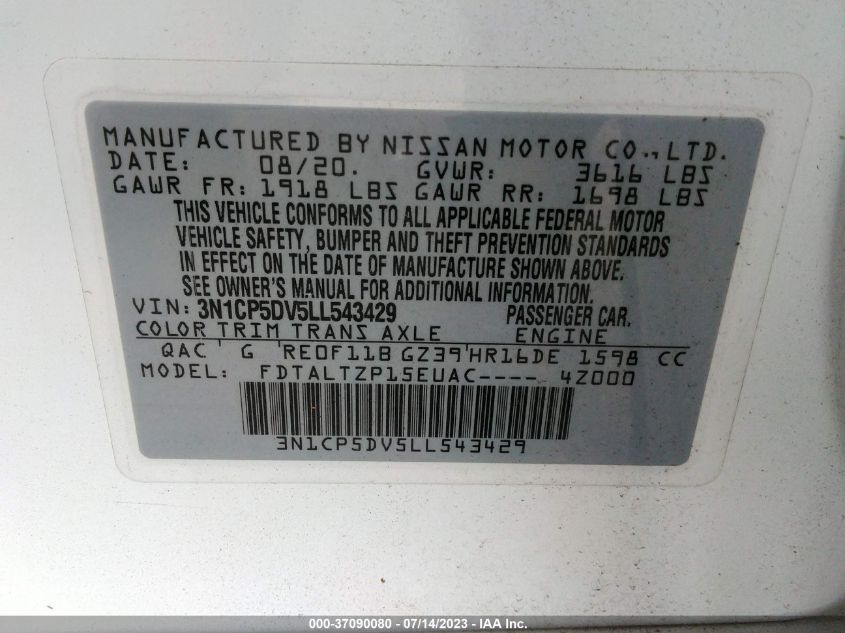 MANUFACTURED BY NISSAN MOTOR CO., LTD.
DATE: 08/20. GVWR: 3616 LBS
GAWR FR: 1918 LBS GAWR RR: 1698 LBS
THIS VEHICLE CONFORMS TO ALL APPLICABLE FEDERAL MOTOR
VEHICLE SAFETY, BUMPER AND THEFT PREVENTION STANDARDS
IN EFFECT ON THE DATE OF MANUFACTURE SHOWN ABOVE.
SEE OWNER'S MANUAL FOR ADDITIONAL INFORMATION.
VIN: 3N1CP5DV5LL543429 PASSENGER CAR.
COLOR TRIM TRANS AXLE ENGINE
QAC G RE0F11B GZ39 HR16DE 1598 CC
MODEL: FDTALTZP15EUAC---- 4Z000
3N1CP5DV5LL543429
000-37090080 - 07/14/2023 - IAA Inc.